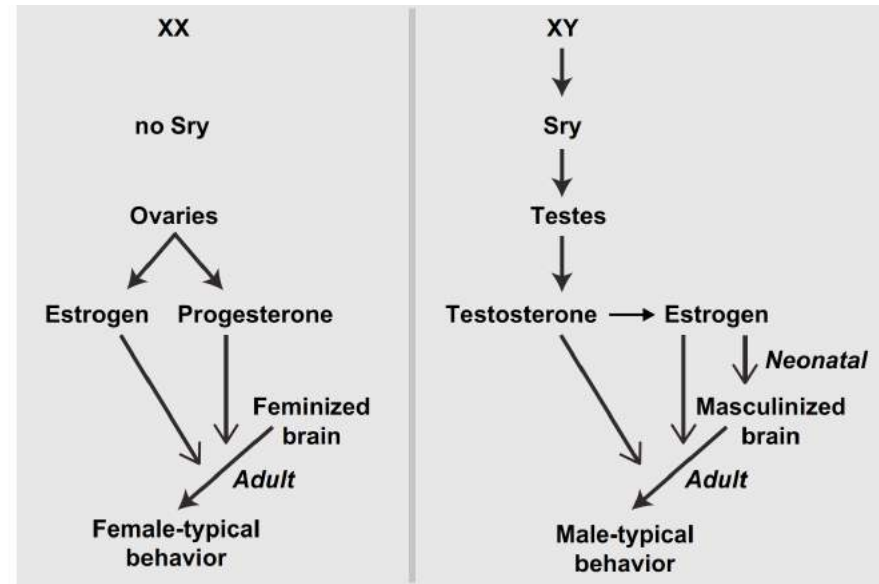 XX
no Sry
Ovaries
Estrogen
Progesterone
Feminized
brain
Adult
Female-typical
behavior
XY
Sry
Testes
Testosterone
Estrogen
Neonatal
Masculinized
brain
Adult
Male-typical
behavior